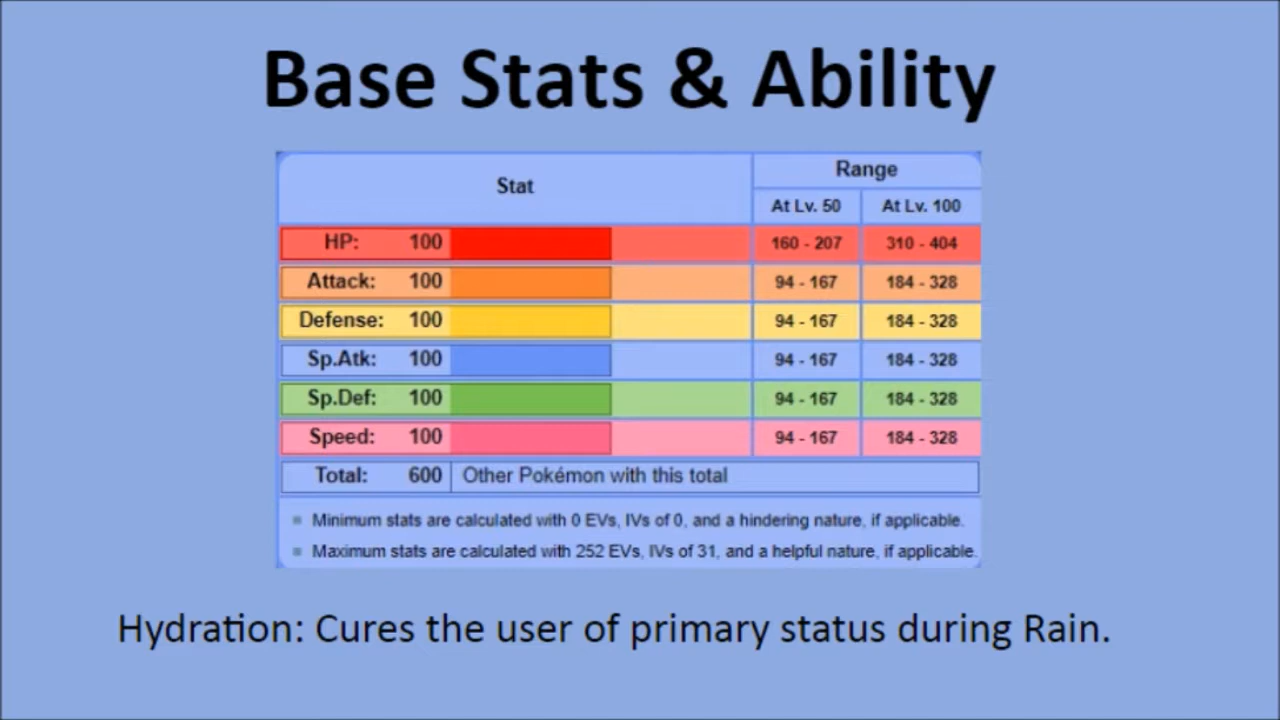 Base Stats & Ability
Stat
Range
At Lv. 50 At Lv. 100
HP: 100 160 - 207 310 - 404
Attack: 100 94 - 167 184 - 328
Defense: 100 94 - 167 184 - 328
Sp.Atk: 100 94 - 167 184 - 328
Sp.Def: 100 94 - 167 184 - 328
Speed: 100 94 - 167 184 - 328
Total: 600 Other Pokémon with this total
Minimum stats are calculated with 0 EVs, IVs of 0, and a hindering nature, if applicable.
Maximum stats are calculated with 252 EVs, IVs of 31, and a helpful nature, if applicable.
Hydration: Cures the user of primary status during Rain.